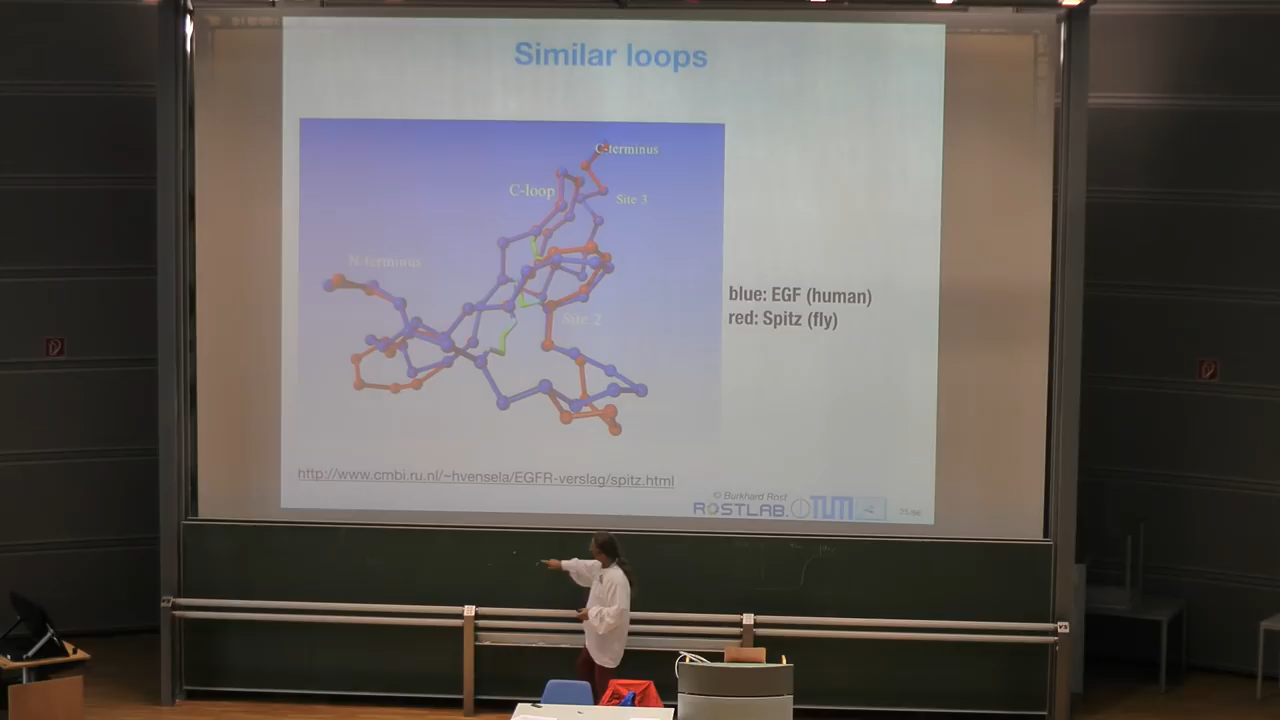 Similar loops
C-terminus
C-loop
Site 3
N-terminus
Site 2
blue: EGF (human)
red: Spitz (fly)
http://www.cmbi.ru.nl/~hvensela/EGFR-verslag/spitz.html
© Burkhard Rost
ROSTLAB
TUM